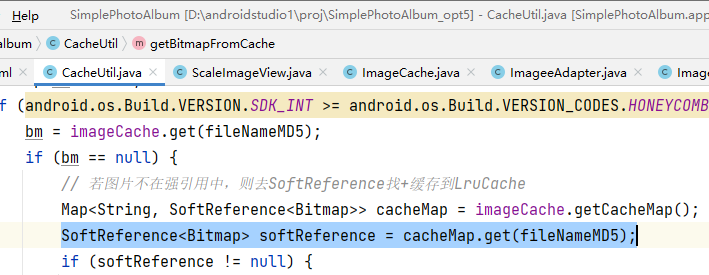 Help SimplePhotoAlbum [D:\androidstudio1\proj\SimplePhotoAlbum_opt5] - CacheUtil.java [SimplePhotoAlbum.app
album CacheUtil getBitmapFromCache
ml CacheUtil.java ScaleImageView.java ImageCache.java ImageeAdapter.java Imag
f (android.os.Build.VERSION.SDK_INT >= android.os.Build.VERSION_CODES.HONEYCOMB
bm = imageCache.get(fileNameMD5);
if (bm == null) {
// 若图片不在强引用中，则去SoftReference找+缓存到LruCache
Map<String, SoftReference<Bitmap>> cacheMap = imageCache.getCacheMap();
SoftReference<Bitmap> softReference = cacheMap.get(fileNameMD5);
if (softReference != null) {